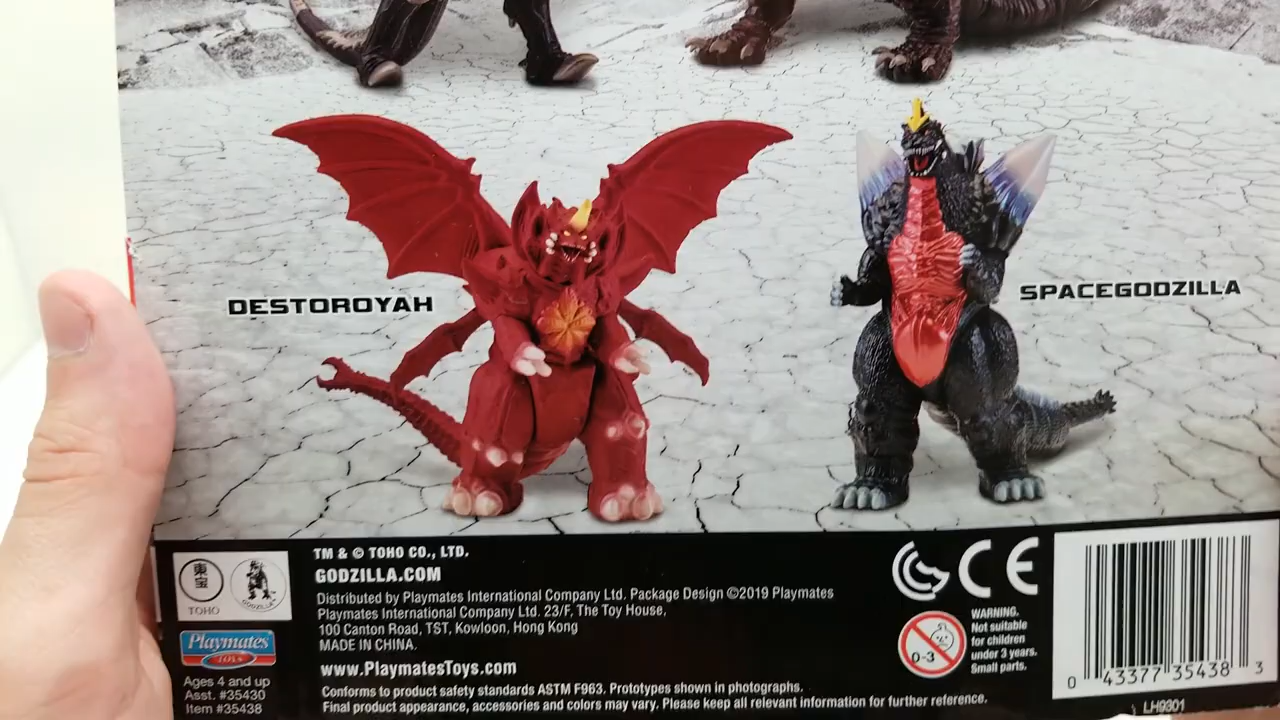 DESTOROYAH
SPACEGODZILLA
東宝
TOHO
GODZILLA
Playmates
TOYS
Ages 4 and up
Asst. #35430
Item #35438
TM & © TOHO CO., LTD.
GODZILLA.COM
Distributed by Playmates International Company Ltd. Package Design ©2019 Playmates
Playmates International Company Ltd. 23/F, The Toy House,
100 Canton Road, TST, Kowloon, Hong Kong
MADE IN CHINA.
www.PlaymatesToys.com
Conforms to product safety standards ASTM F963. Prototypes shown in photographs.
Final product appearance, accessories and colors may vary. Please keep all relevant information for further reference.
CE
0-3
WARNING.
Not suitable
for children
under 3 years.
Small parts.
0 43377 35438 3
LH9301